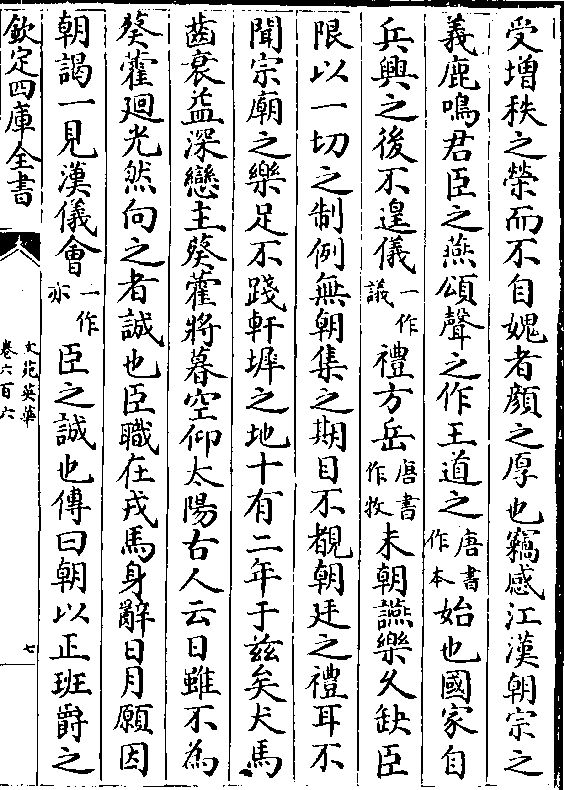 受增秩之榮而不自媿者顔之厚也竊感江漢朝宗之
義鹿鳴君臣之燕頌聲之作王道之唐書作本始也國家自
兵興之後不遑儀一作議禮方岳唐書作牧未朝讌樂久缺臣
限以一切之制例無朝集之期目不覩朝廷之禮耳不
聞宗廟之樂足不踐軒墀之地十有二年于兹矣犬馬
齒衰益深戀主葵藿將暮空仰太陽古人云日雖不為
葵藿廻光然向之者誠也臣職在戎馬身辭日月願因
朝謁一見漢儀會一作亦臣之誠也傳曰朝以正班爵之
欽定四庫全書
文苑英華
卷六百六
七